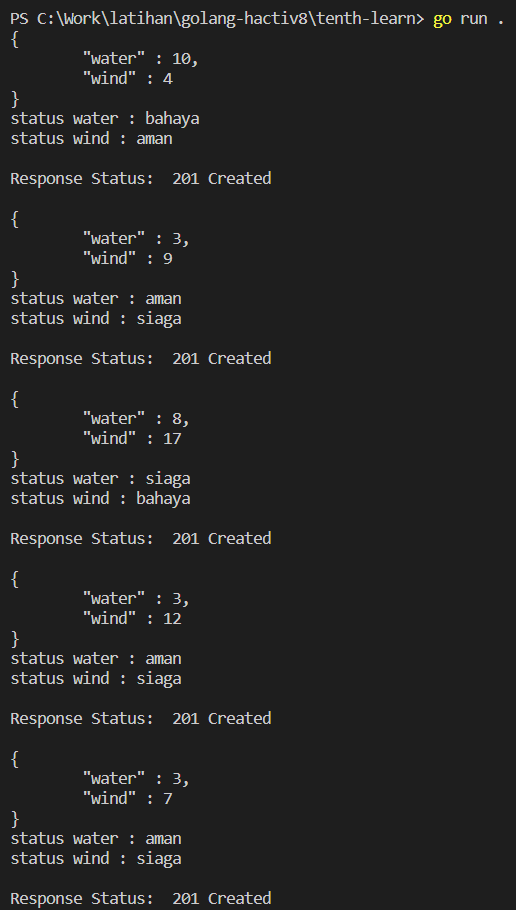 PS C:\Work\latihan\golang-hactiv8\tenth-learn> go run .
{
        "water" : 10,
        "wind" : 4
}
status water : bahaya
status wind : aman

Response Status:  201 Created

{
        "water" : 3,
        "wind" : 9
}
status water : aman
status wind : siaga

Response Status:  201 Created

{
        "water" : 8,
        "wind" : 17
}
status water : siaga
status wind : bahaya

Response Status:  201 Created

{
        "water" : 3,
        "wind" : 12
}
status water : aman
status wind : siaga

Response Status:  201 Created

{
        "water" : 3,
        "wind" : 7
}
status water : aman
status wind : siaga

Response Status:  201 Created